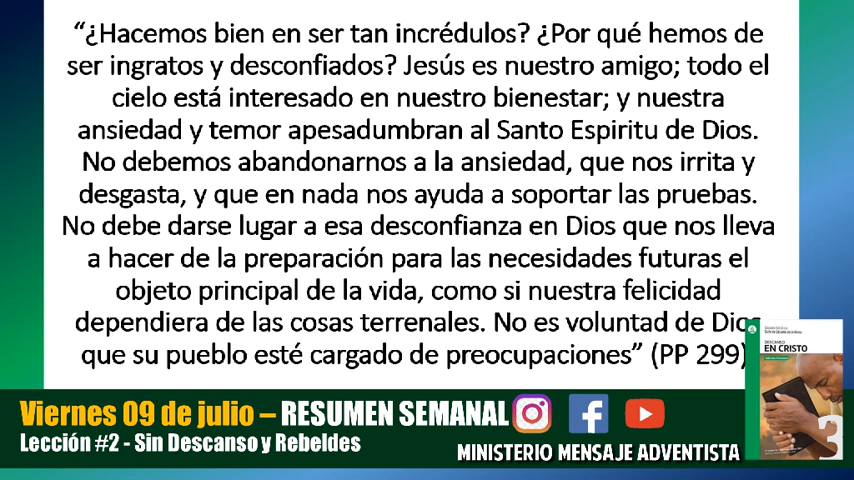 “¿Hacemos bien en ser tan incrédulos? ¿Por qué hemos de
ser ingratos y desconfiados? Jesús es nuestro amigo; todo el
cielo está interesado en nuestro bienestar; y nuestra
ansiedad y temor apesadumbran al Santo Espiritu de Dios.
No debemos abandonarnos a la ansiedad, que nos irrita y
desgasta, y que en nada nos ayuda a soportar las pruebas.
No debe darse lugar a esa desconfianza en Dios que nos lleva
a hacer de la preparación para las necesidades futuras el
objeto principal de la vida, como si nuestra felicidad
dependiera de las cosas terrenales. No es voluntad de Dios
que su pueblo esté cargado de preocupaciones” (PP 299)
EN CRISTO
3
Viernes 09 de julio – RESUMEN SEMANAL
Lección #2 - Sin Descanso y Rebeldes
MINISTERIO MENSAJE ADVENTISTA